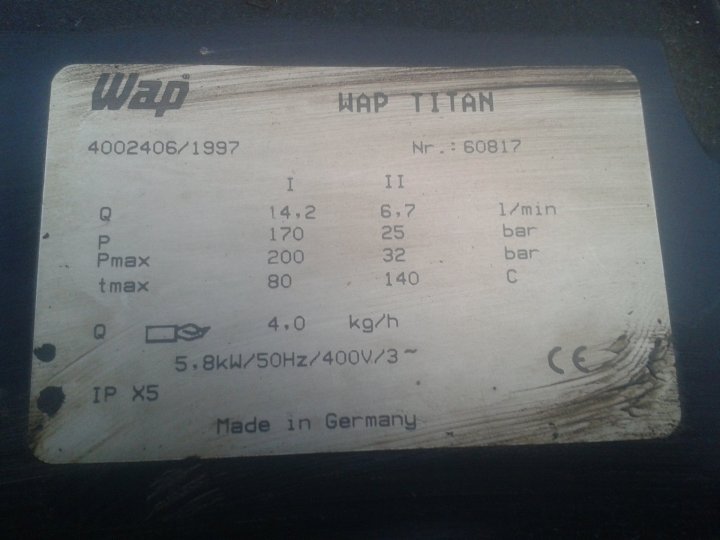 Wap®
WAP TITAN
4002406/1997 Nr.: 60817
I II
Q 14,2 6,7 l/min
P 170 25 bar
Pmax 200 32 bar
tmax 80 140 C
Q 4,0 kg/h
5,8kW/50Hz/400V/3~ CE
IP X5
Made in Germany